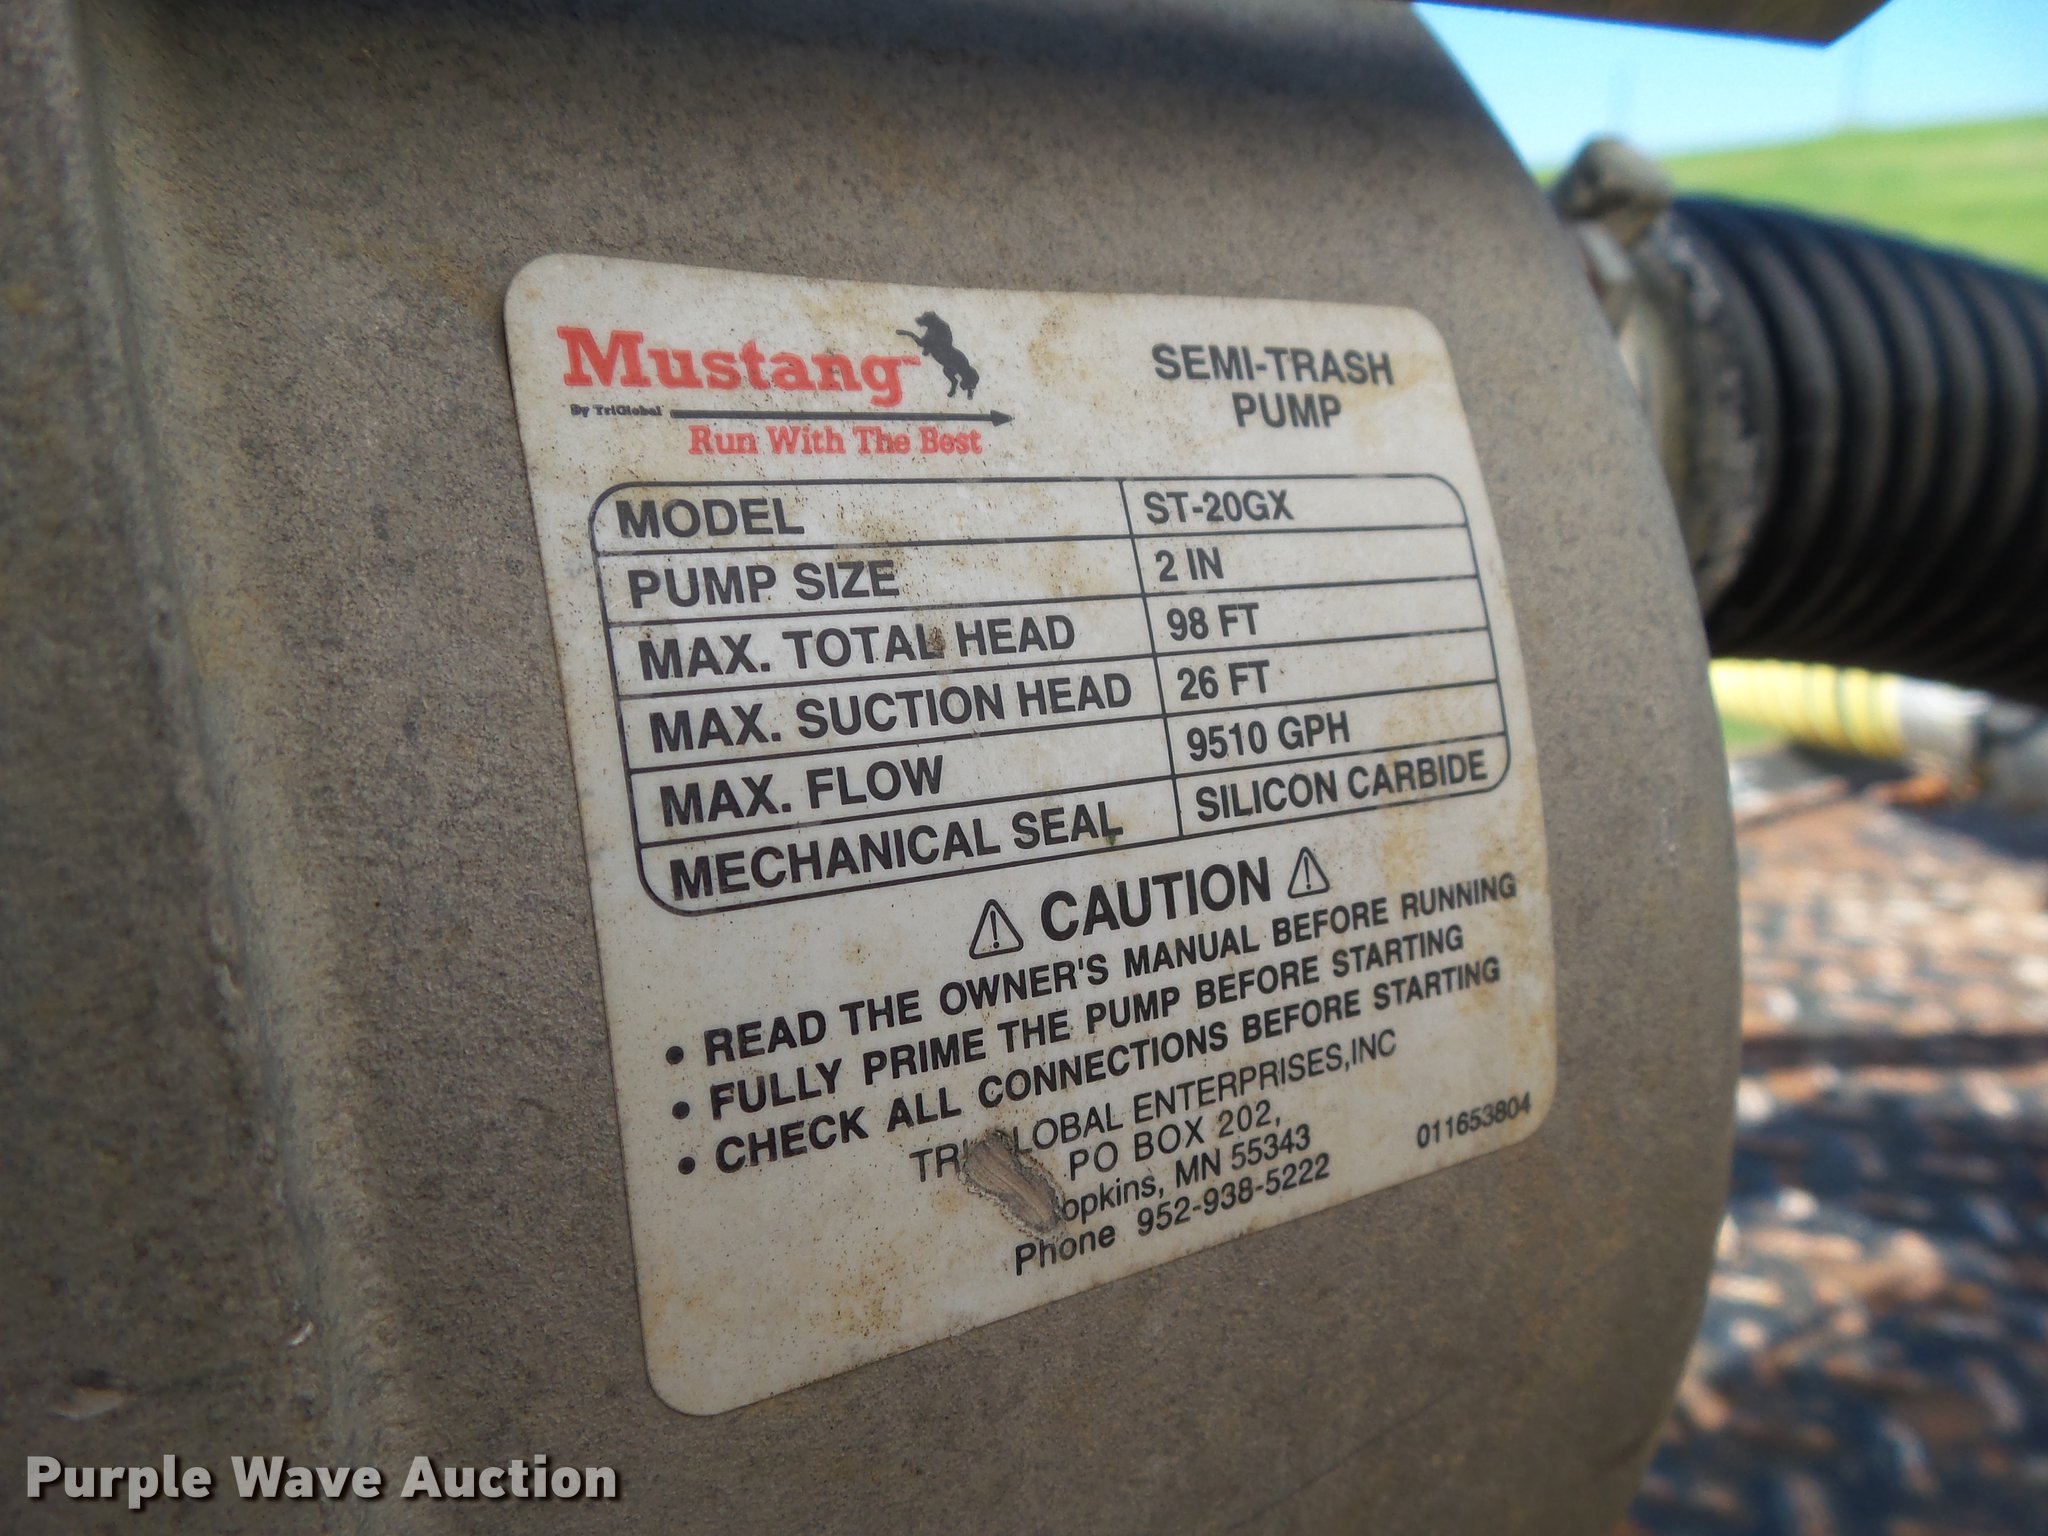 Mustang
By TriGlobal
Run With The Best
SEMI-TRASH
PUMP
MODEL ST-20GX
PUMP SIZE 2 IN
MAX. TOTAL HEAD 98 FT
MAX. SUCTION HEAD 26 FT
MAX. FLOW 9510 GPH
MECHANICAL SEAL SILICON CARBIDE
⚠ CAUTION ⚠
• READ THE OWNER'S MANUAL BEFORE RUNNING
• FULLY PRIME THE PUMP BEFORE STARTING
• CHECK ALL CONNECTIONS BEFORE STARTING
ENTERPRISES,INC
PO BOX 202,
MN 55343
Phone 952-938-5222
011653804
Purple Wave Auction